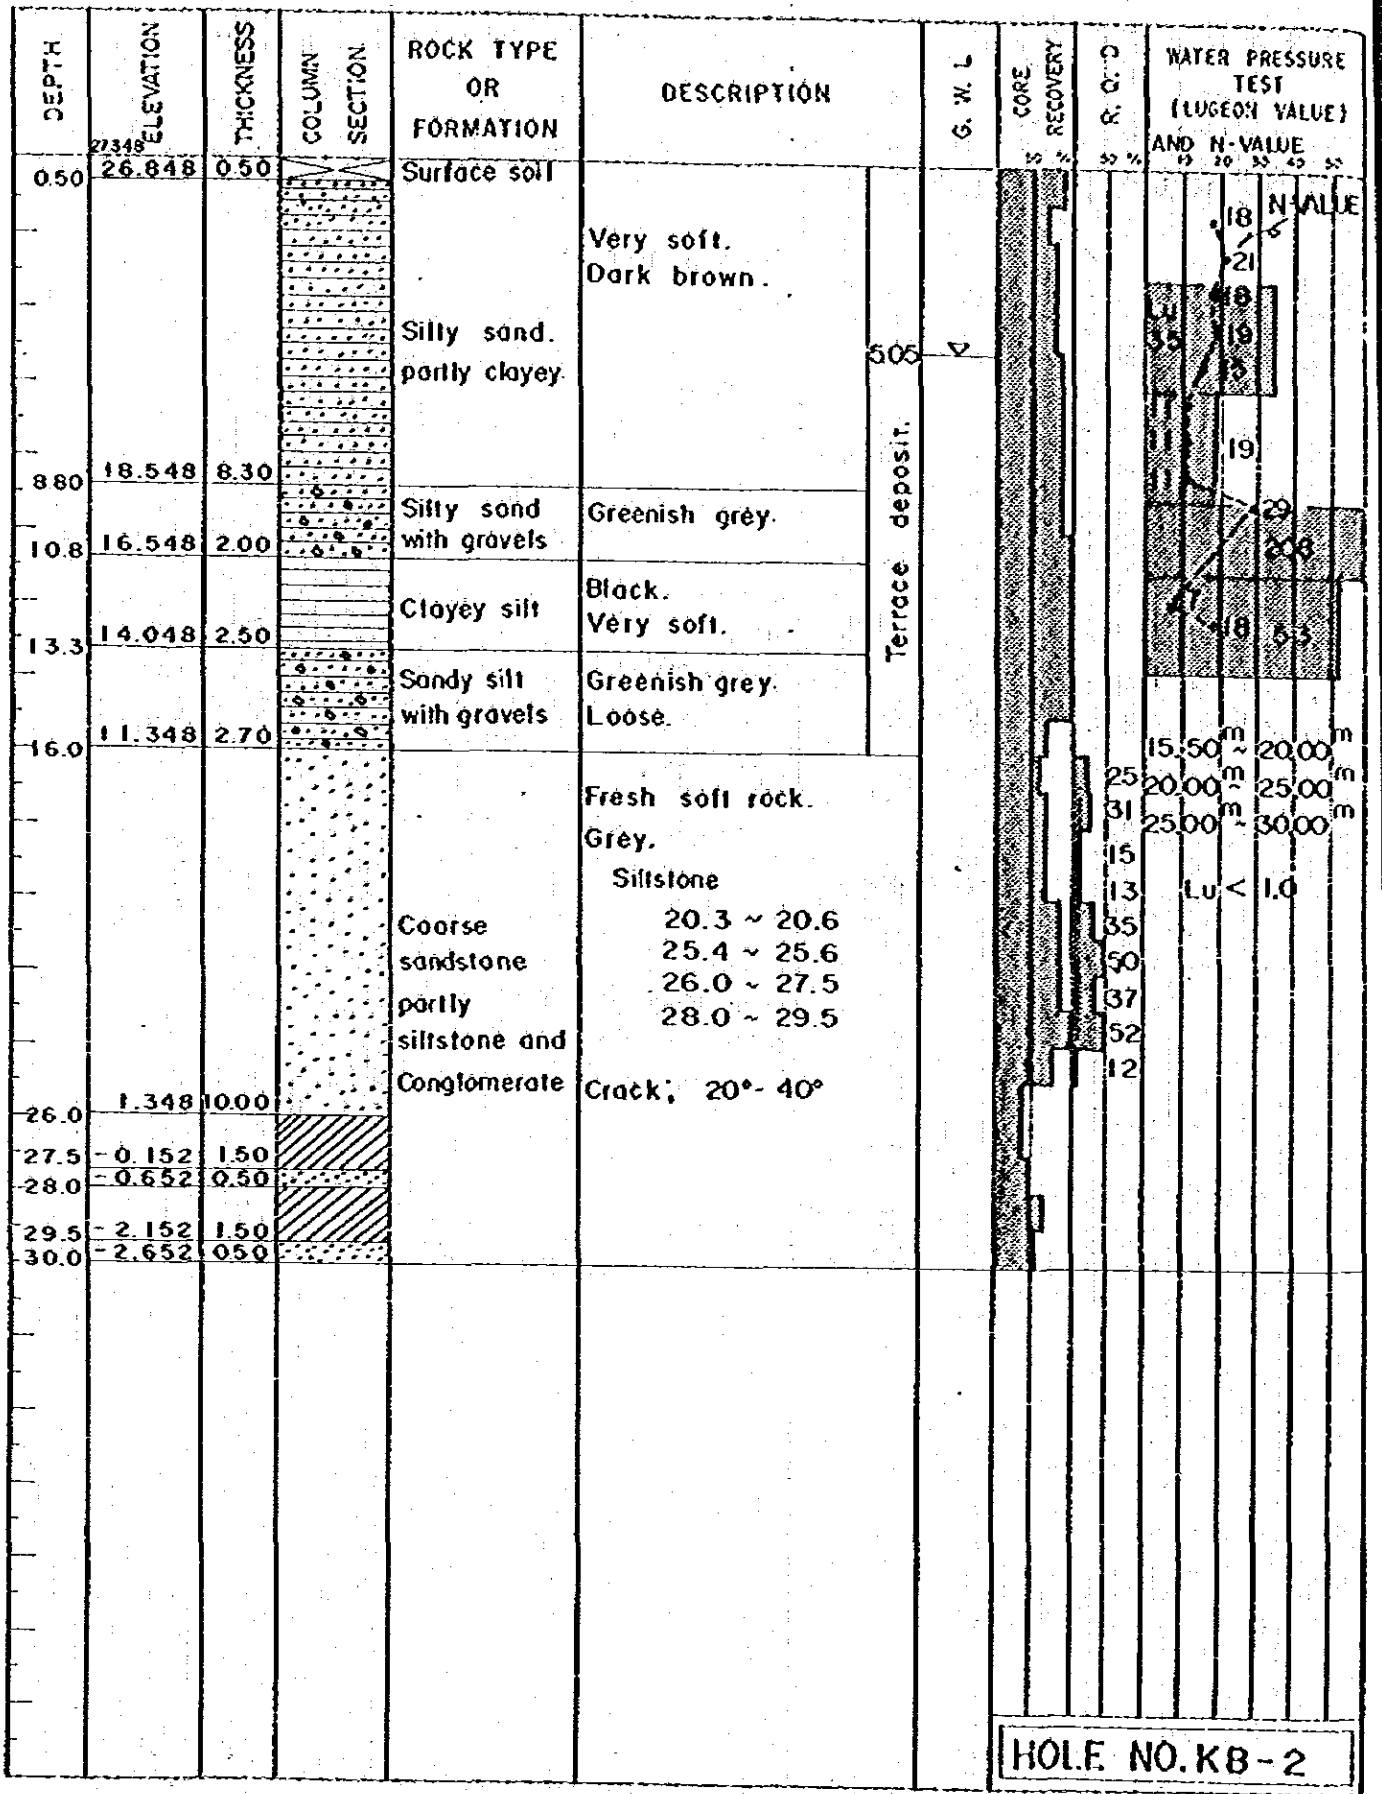 DEPTH
ELEVATION
THICKNESS
COLUMN
SECTION
ROCK TYPE
OR
FORMATION
DESCRIPTION
G. W. L
CORE
RECOVERY
50 %
R. Q. D
50 %
WATER PRESSURE
TEST
(LUGEON VALUE)
AND N-VALUE
10 20 30 40 50
27.348
0.50 26.848 0.50 Surface soil
Very soft.
Dark brown.
Silty sand.
partly clayey.
8.80 18.548 8.30
Silty sand
with gravels
Greenish grey.
10.8 16.548 2.00
Clayey silt
Black.
Very soft.
13.3 14.048 2.50
Sandy silt
with gravels
Greenish grey.
Loose.
16.0 11.348 2.70
Terrace deposit.
5.05
Fresh soft rock.
Grey.
Siltstone
20.3 ~ 20.6
25.4 ~ 25.6
26.0 ~ 27.5
28.0 ~ 29.5
Crack; 20°- 40°
Coarse
sandstone
partly
siltstone and
Conglomerate
26.0 1.348 10.00
27.5 -0.152 1.50
28.0 -0.652 0.50
29.5 -2.152 1.50
30.0 -2.652 0.50
25
31
15
13
35
50
37
52
12
N-VALUE
18
21
18
Lu
35
19
19
29
208
18
53
15.50m ~ 20.00m
20.00m ~ 25.00m
25.00m ~ 30.00m
Lu < 1.0
HOLE NO. KB-2